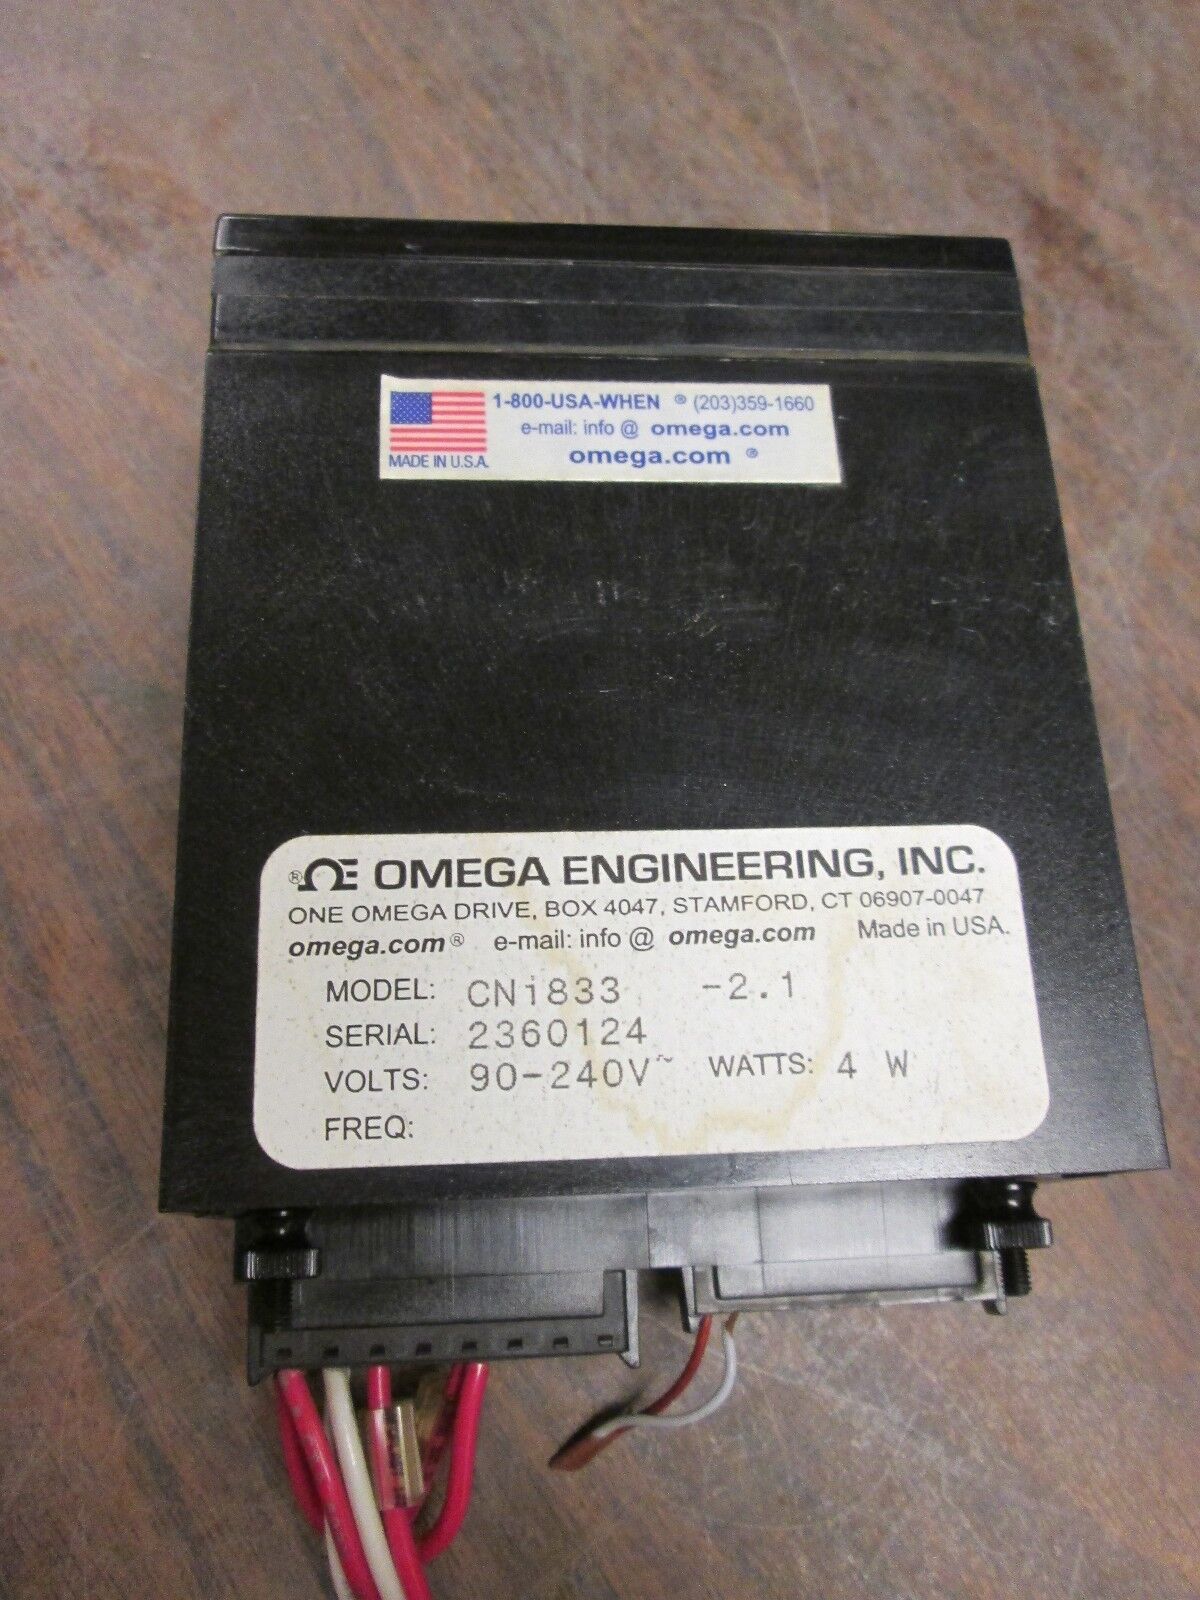 1-800-USA-WHEN ® (203)359-1660
e-mail: info @ omega.com
MADE IN U.S.A. omega.com ®
® OMEGA ENGINEERING, INC.
ONE OMEGA DRIVE, BOX 4047, STAMFORD, CT 06907-0047
omega.com ® e-mail: info @ omega.com Made in USA.
MODEL: CNi833 -2.1
SERIAL: 2360124
VOLTS: 90-240V~ WATTS: 4 W
FREQ: